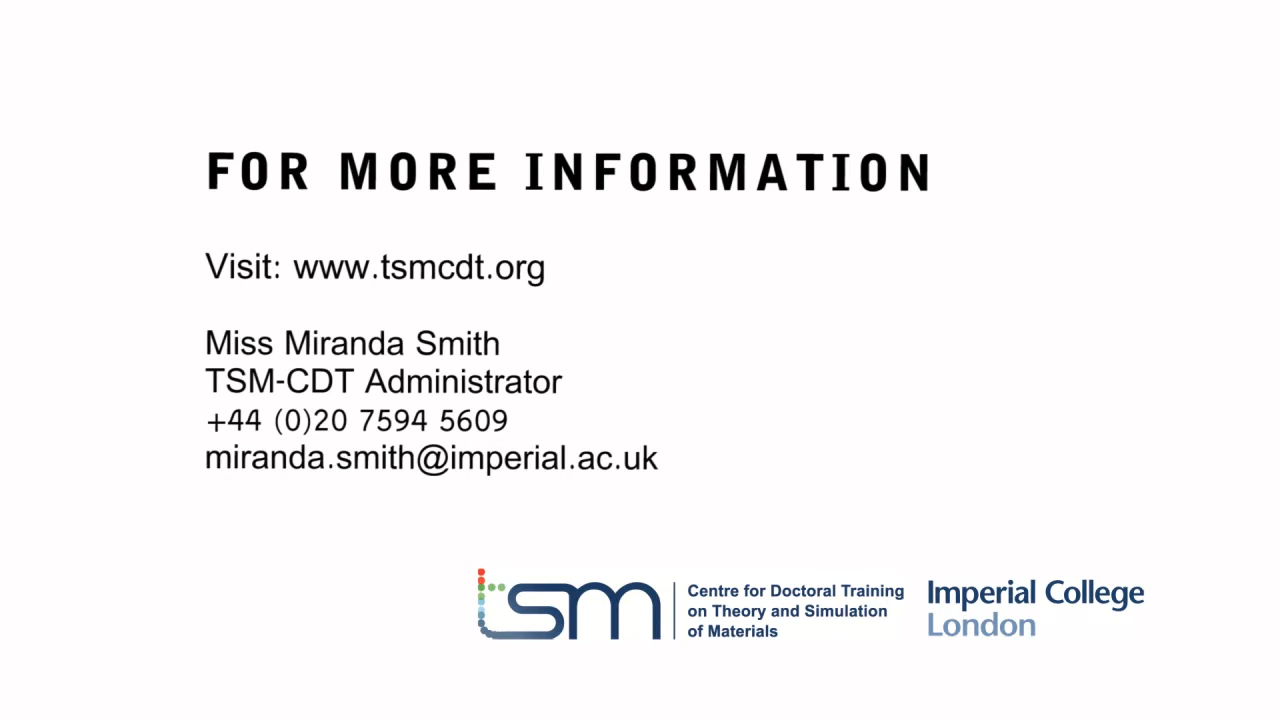 FOR MORE INFORMATION
Visit: www.tsmcdt.org
Miss Miranda Smith
TSM-CDT Administrator
+44 (0)20 7594 5609
miranda.smith@imperial.ac.uk
tsm
Centre for Doctoral Training
on Theory and Simulation
of Materials
Imperial College
London